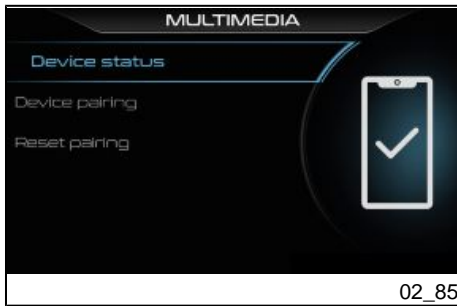 MULTIMEDIA
Device status
Device pairing
Reset pairing
02_85